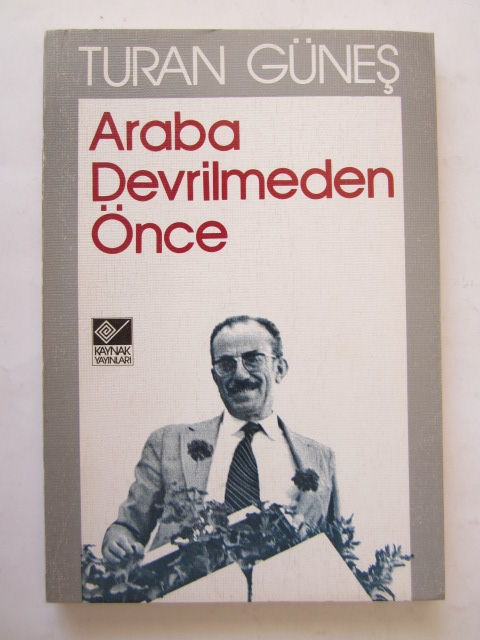 TURAN GÜNEŞ
Araba
Devrilmeden
Önce
KAYNAK
YAYINLARI